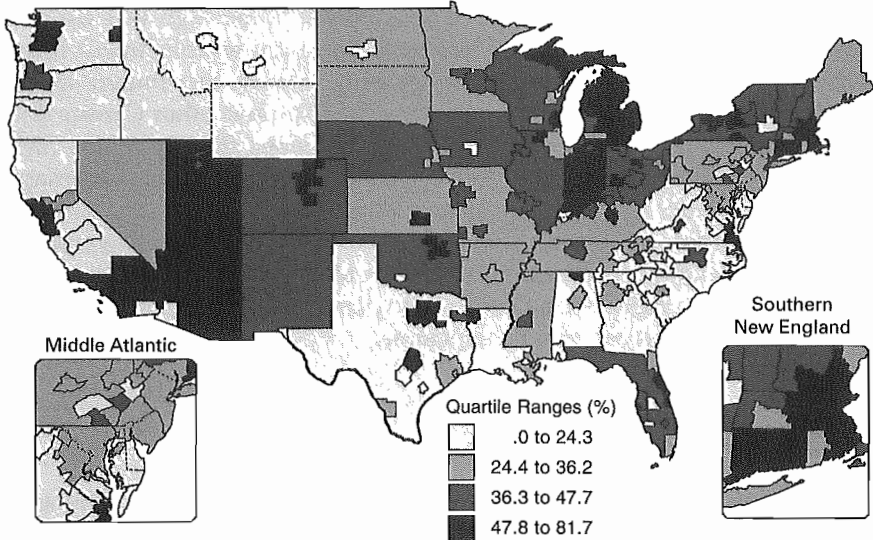 Southern
New England
Middle Atlantic
Quartile Ranges (%)
.0 to 24.3
24.4 to 36.2
36.3 to 47.7
47.8 to 81.7